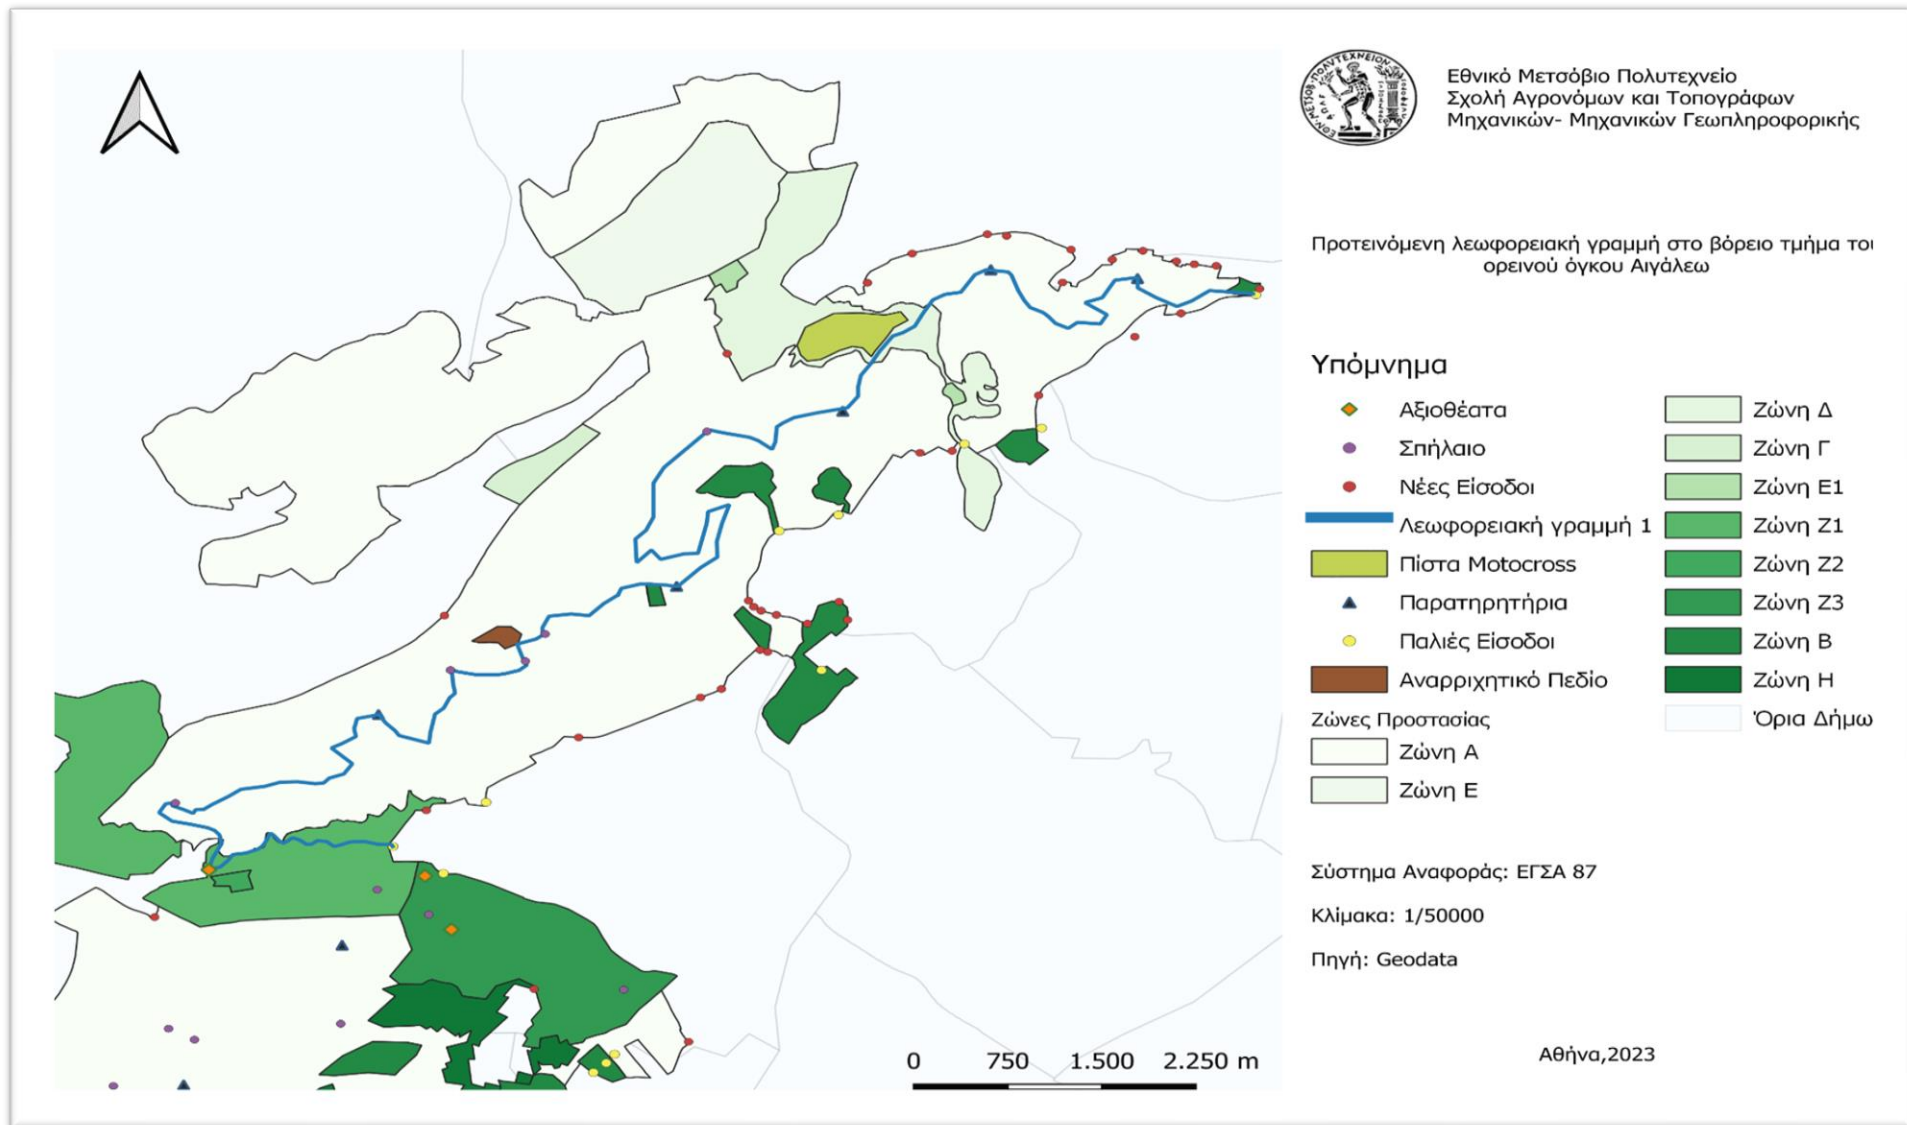 Εθνικό Μετσόβιο Πολυτεχνείο
Σχολή Αγρονόμων και Τοπογράφων
Μηχανικών- Μηχανικών Γεωπληροφορικής
Προτεινόμενη λεωφορειακή γραμμή στο βόρειο τμήμα του
ορεινού όγκου Αιγάλεω
Υπόμνημα
Αξιοθέατα
Σπήλαιο
Νέες Είσοδοι
Λεωφορειακή γραμμή 1
Πίστα Motocross
Παρατηρητήρια
Παλιές Είσοδοι
Αναρριχητικό Πεδίο
Ζώνες Προστασίας
Ζώνη Α
Ζώνη Ε
Ζώνη Δ
Ζώνη Γ
Ζώνη Ε1
Ζώνη Ζ1
Ζώνη Ζ2
Ζώνη Ζ3
Ζώνη Β
Ζώνη Η
Όρια Δήμω
Σύστημα Αναφοράς: ΕΓΣΑ 87
Κλίμακα: 1/50000
Πηγή: Geodata
Αθήνα,2023
0 750 1.500 2.250 m